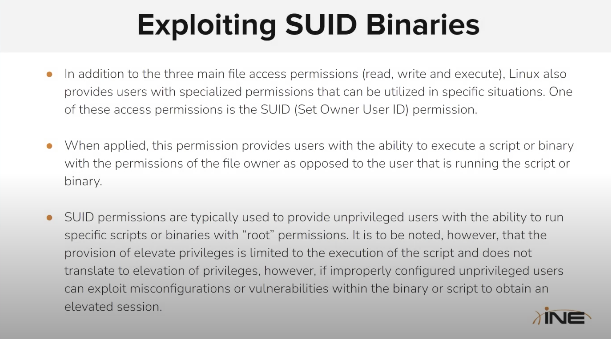 Exploiting SUID Binaries
In addition to the three main file access permissions (read, write and execute), Linux also
provides users with specialized permissions that can be utilized in specific situations. One
of these access permissions is the SUID (Set Owner User ID) permission.
When applied, this permission provides users with the ability to execute a script or binary
with the permissions of the file owner as opposed to the user that is running the script or
binary.
SUID permissions are typically used to provide unprivileged users with the ability to run
specific scripts or binaries with “root” permissions. It is to be noted, however, that the
provision of elevate privileges is limited to the execution of the script and does not
translate to elevation of privileges, however, if improperly configured unprivileged users
can exploit misconfigurations or vulnerabilities within the binary or script to obtain an
elevated session.
INE